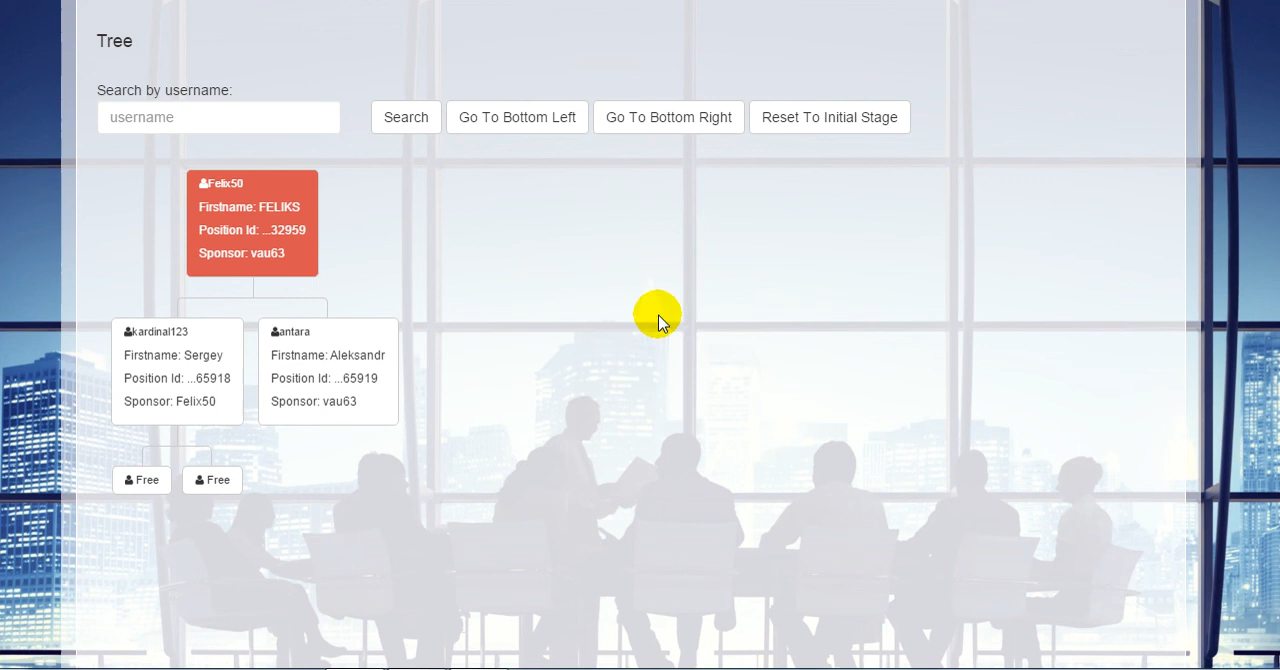 Tree
Search by username:
username
Search
Go To Bottom Left
Go To Bottom Right
Reset To Initial Stage
Felix50
Firstname: FELIKS
Position Id: ...32959
Sponsor: vau63
kardinal123
Firstname: Sergey
Position Id: ...65918
Sponsor: Felix50
antara
Firstname: Aleksandr
Position Id: ...65919
Sponsor: vau63
Free
Free